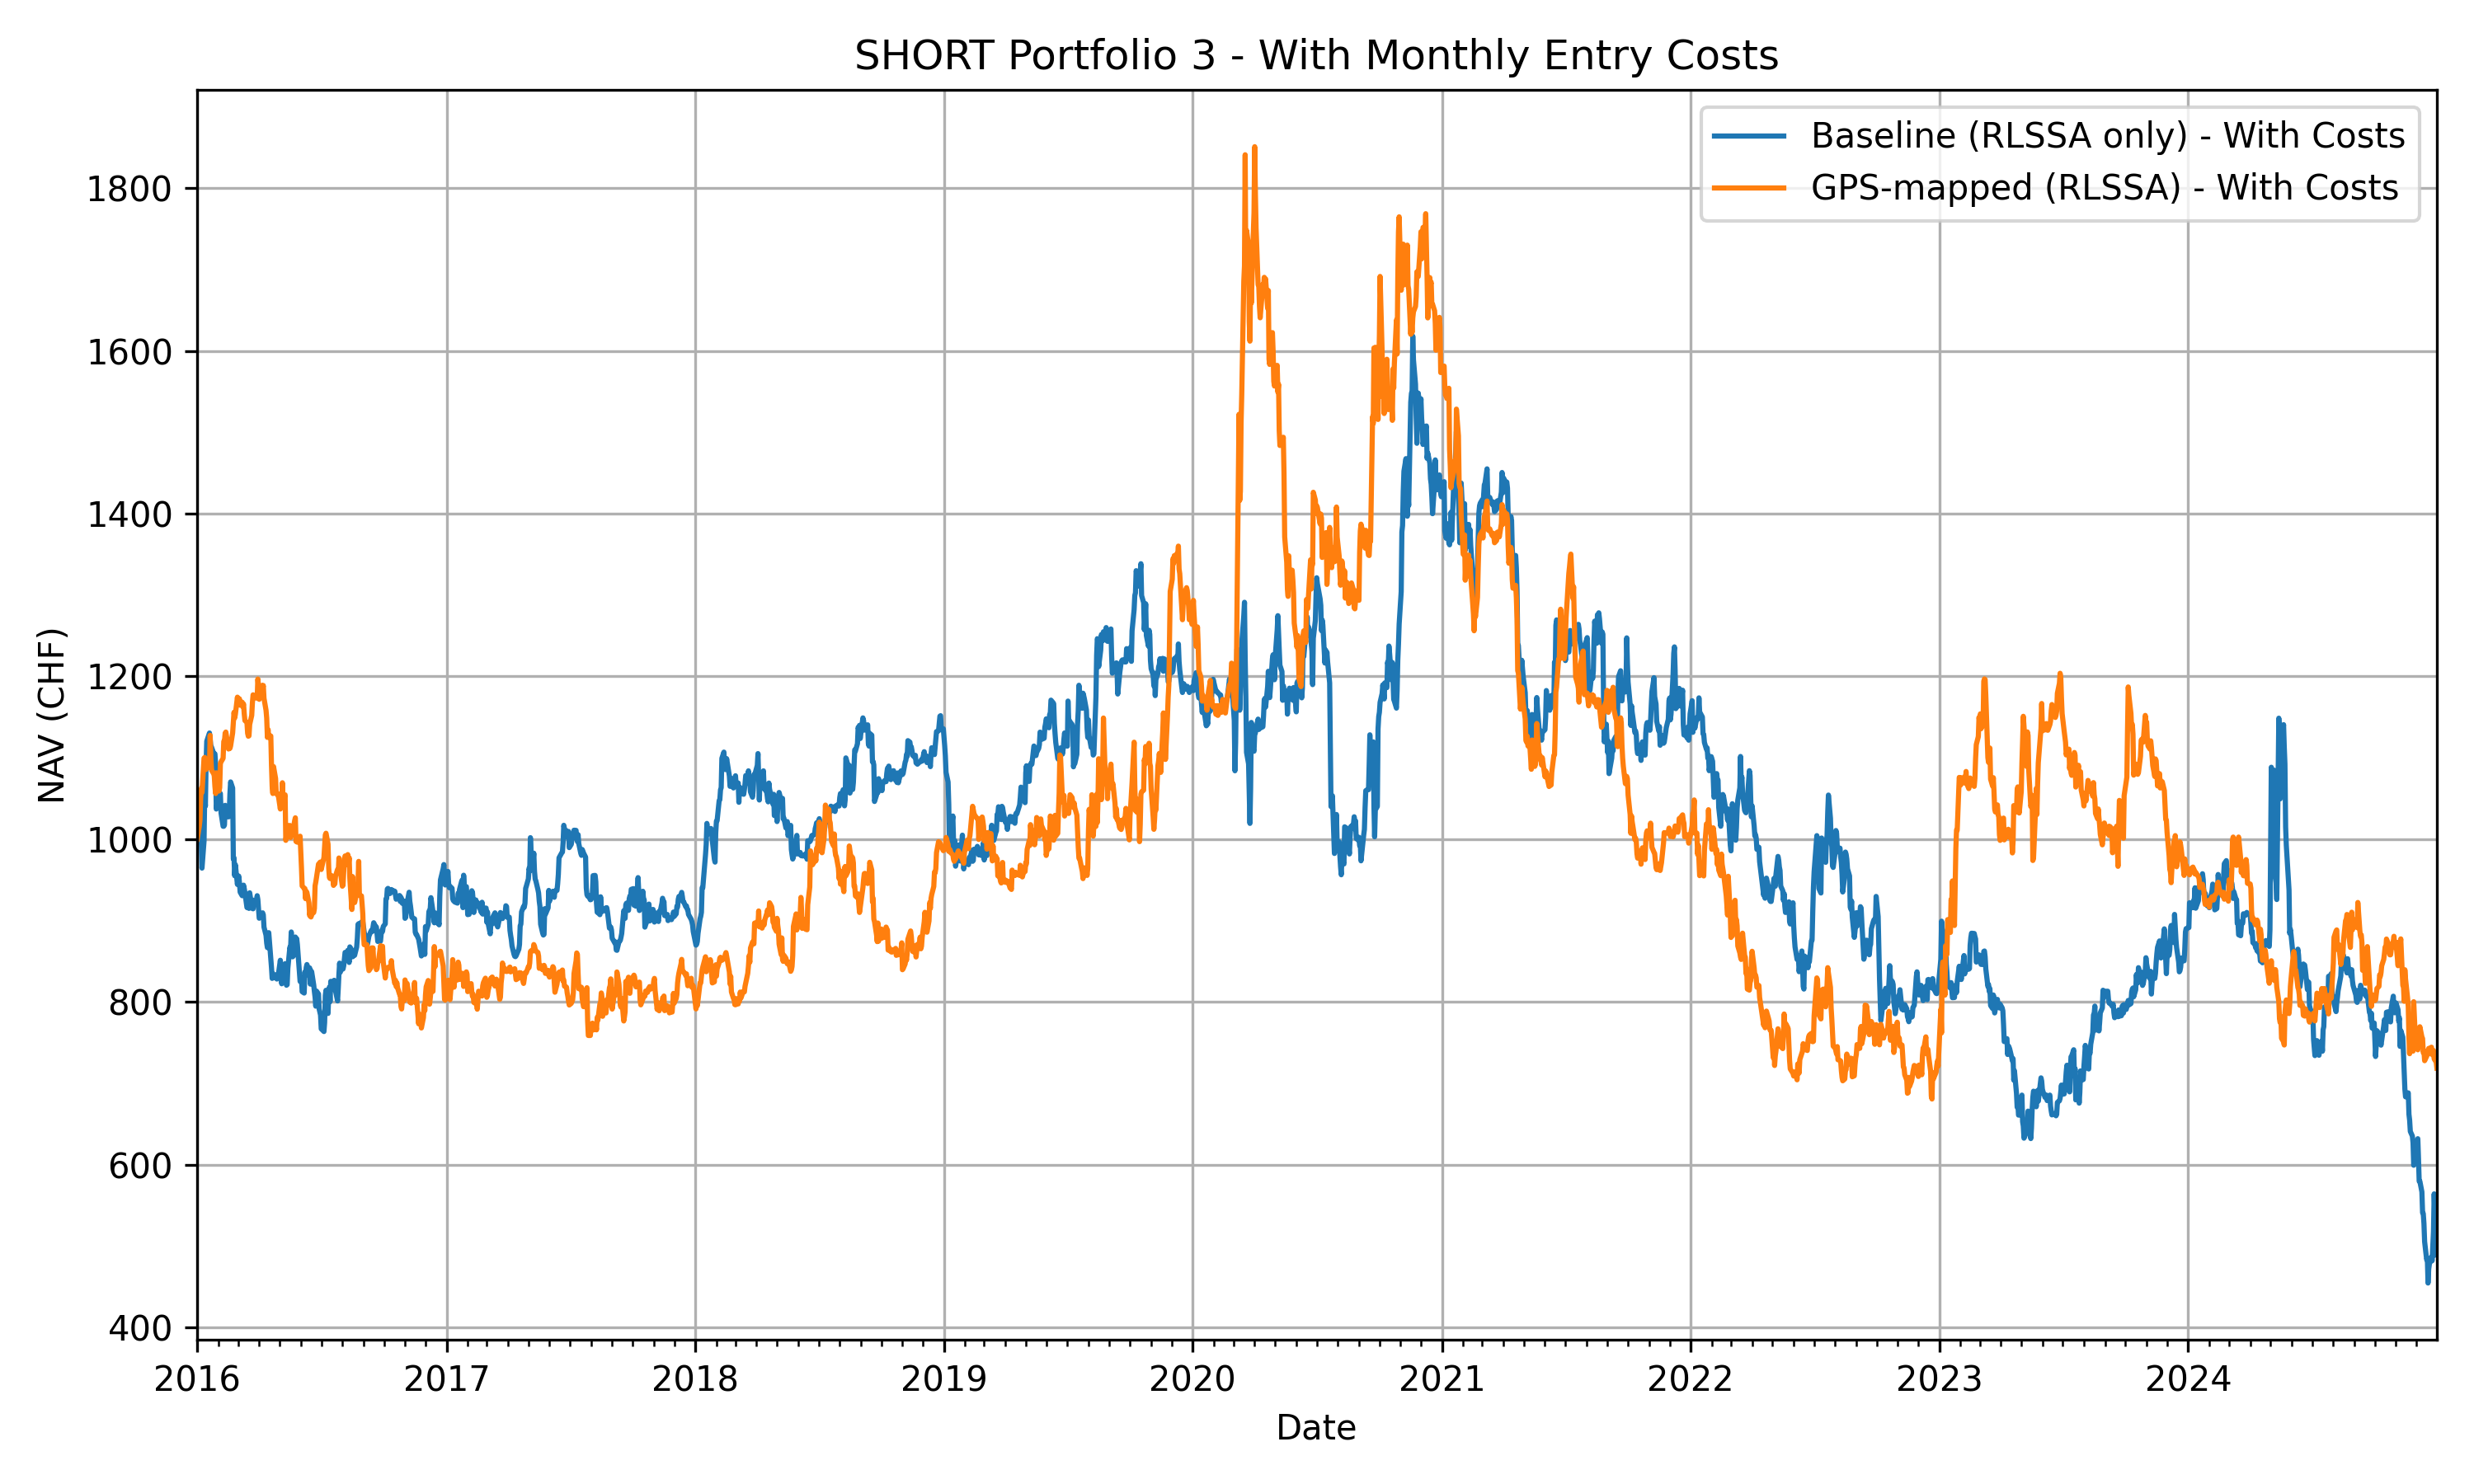 SHORT Portfolio 3 - With Monthly Entry Costs
Baseline (RLSSA only) - With Costs
GPS-mapped (RLSSA) - With Costs
NAV (CHF)
1800
1600
1400
1200
1000
800
600
400
2016 2017 2018 2019 2020 2021 2022 2023 2024
Date